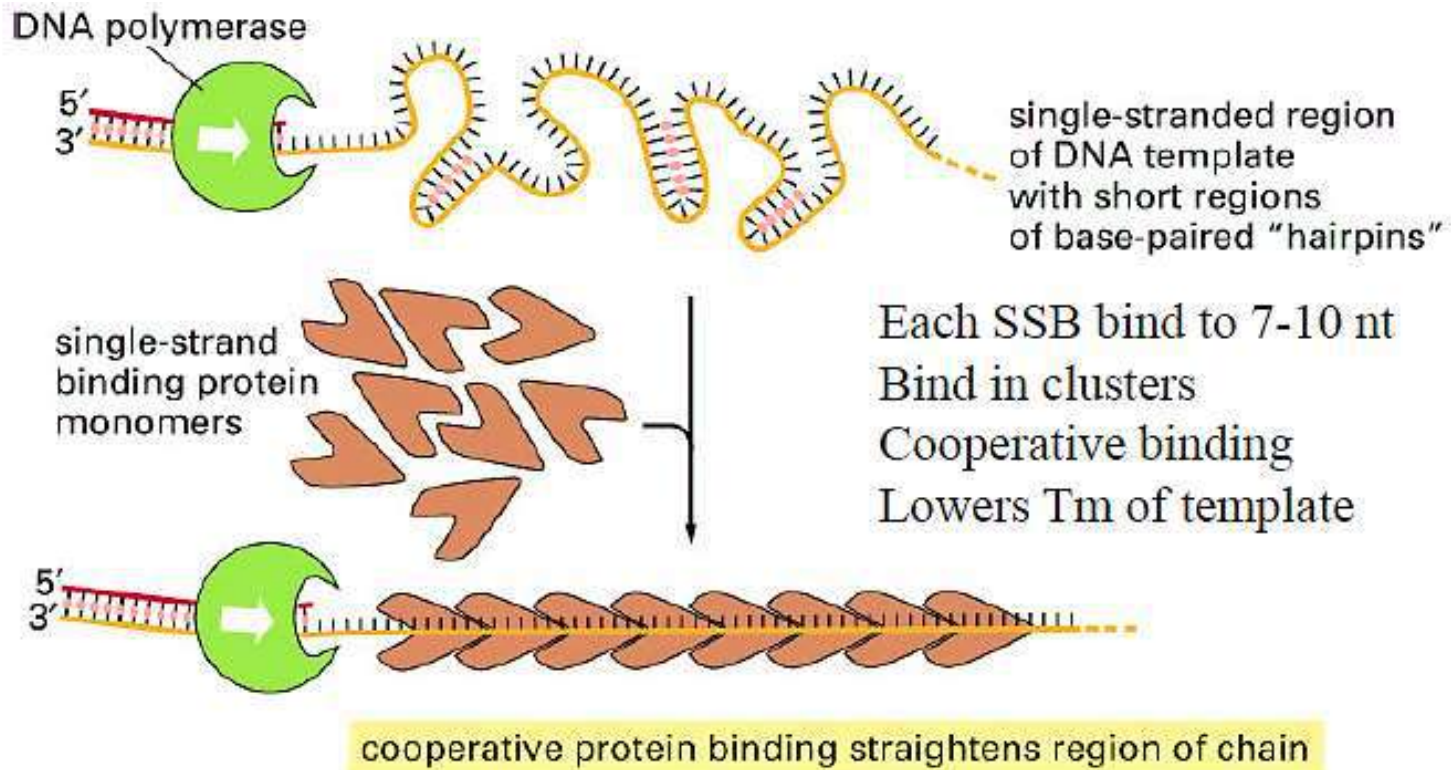 DNA polymerase
5′
3′
single-stranded region
of DNA template
with short regions
of base-paired “hairpins”
single-strand
binding protein
monomers
Each SSB bind to 7-10 nt
Bind in clusters
Cooperative binding
Lowers Tm of template
5′
3′
cooperative protein binding straightens region of chain